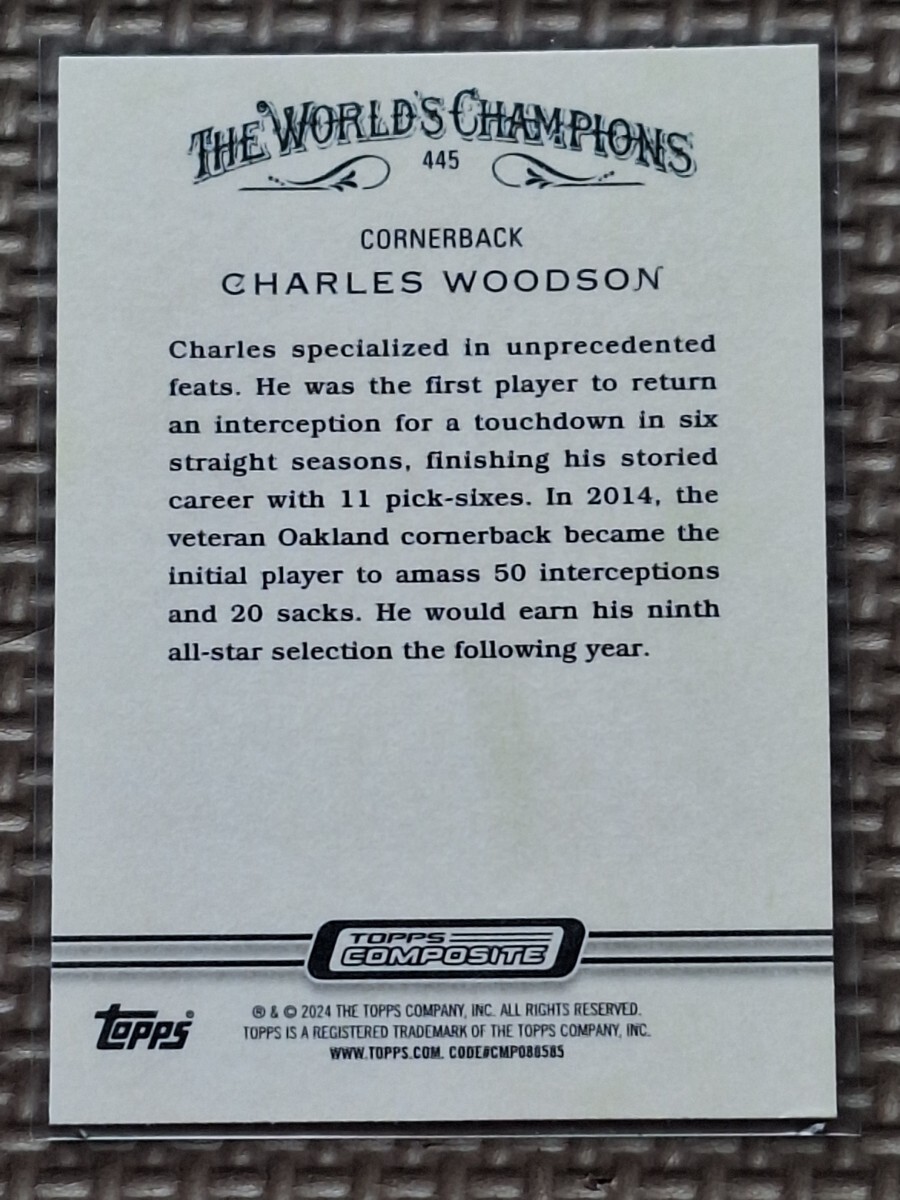 THE WORLD'S CHAMPIONS
445
CORNERBACK
CHARLES WOODSON
Charles specialized in unprecedented
feats. He was the first player to return
an interception for a touchdown in six
straight seasons, finishing his storied
career with 11 pick-sixes. In 2014, the
veteran Oakland cornerback became the
initial player to amass 50 interceptions
and 20 sacks. He would earn his ninth
all-star selection the following year.
TOPPS
COMPOSITE
topps®
® & © 2024 THE TOPPS COMPANY, INC. ALL RIGHTS RESERVED.
TOPPS IS A REGISTERED TRADEMARK OF THE TOPPS COMPANY, INC.
WWW.TOPPS.COM. CODE#CMP088585